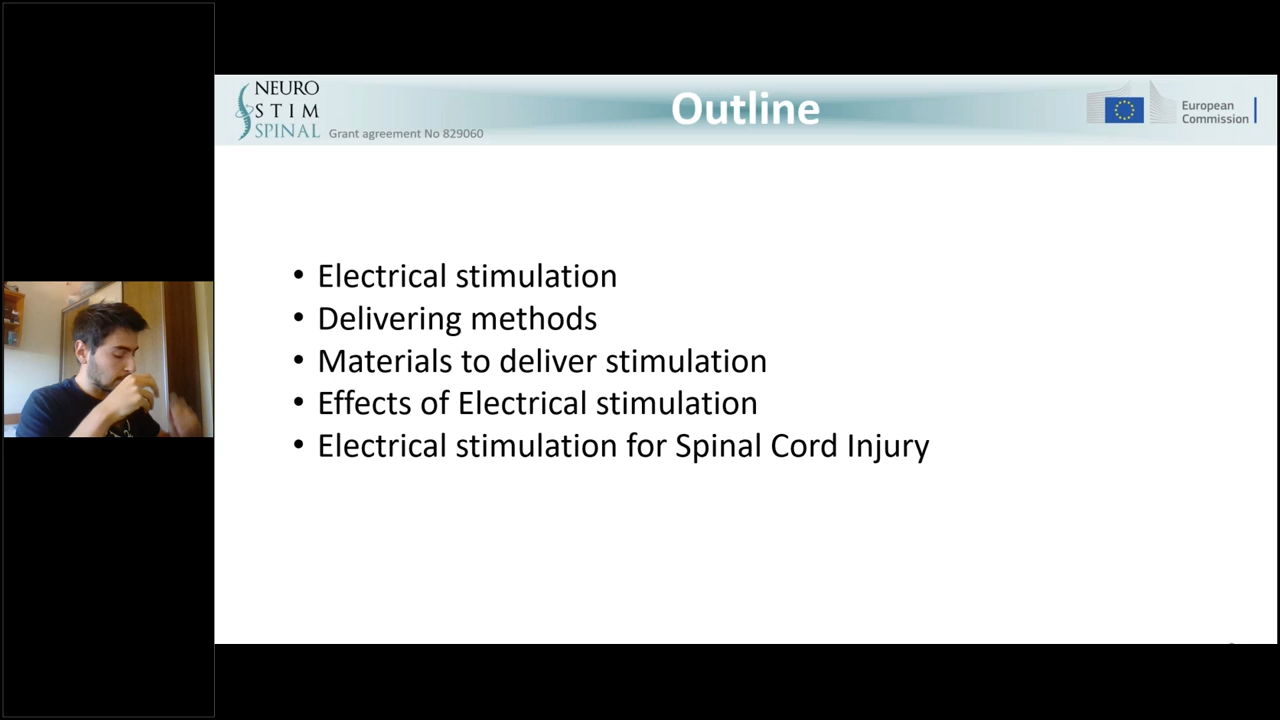 NEURO
STIM
SPINAL
Grant agreement No 829060
Outline
European
Commission
• Electrical stimulation
• Delivering methods
• Materials to deliver stimulation
• Effects of Electrical stimulation
• Electrical stimulation for Spinal Cord Injury